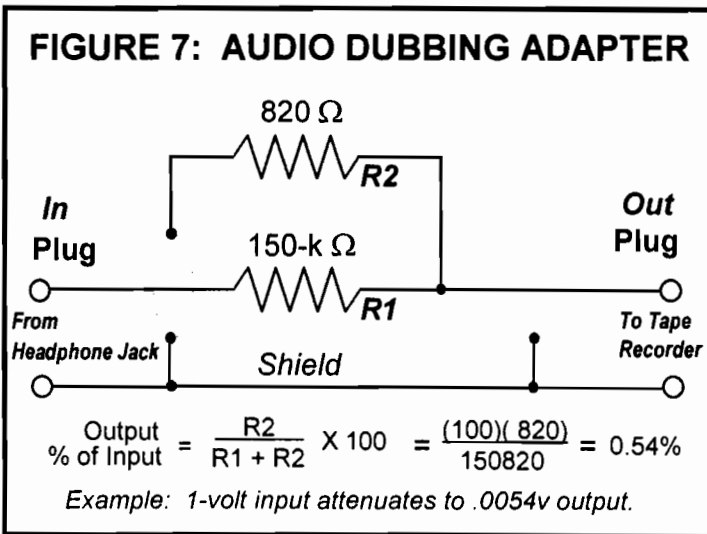 FIGURE 7: AUDIO DUBBING ADAPTER
820 Ω
R2
In
Plug
Out
Plug
150-k Ω
R1
From
Headphone Jack
To Tape
Recorder
Shield
Output
% of Input = R2 / R1 + R2 X 100 = (100)( 820) / 150820 = 0.54%
Example: 1-volt input attenuates to .0054v output.